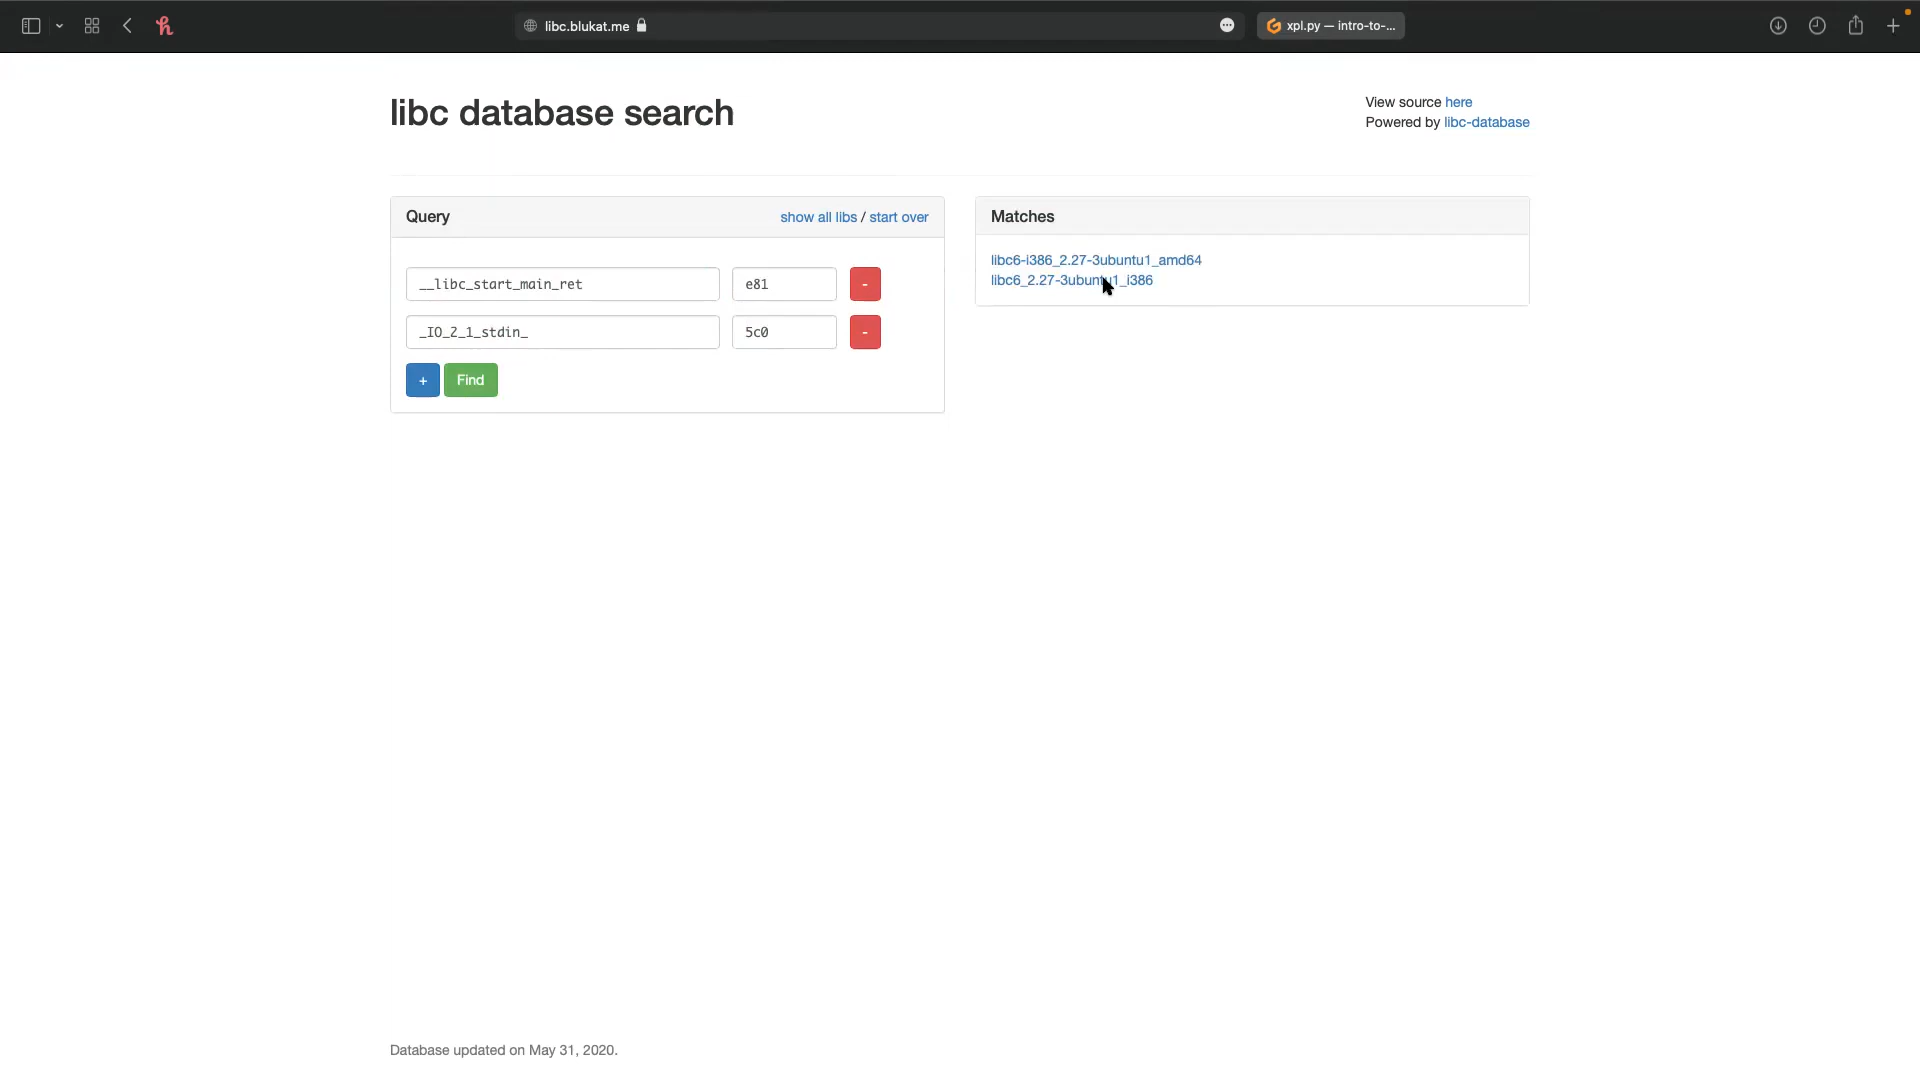 libc.blukat.me
xpl.py — intro-to-...
libc database search
View source here
Powered by libc-database
Query
show all libs / start over
Matches
__libc_start_main_ret
e81
-
libc6-i386_2.27-3ubuntu1_amd64
libc6_2.27-3ubuntu1_i386
_IO_2_1_stdin_
5c0
-
+
Find
Database updated on May 31, 2020.